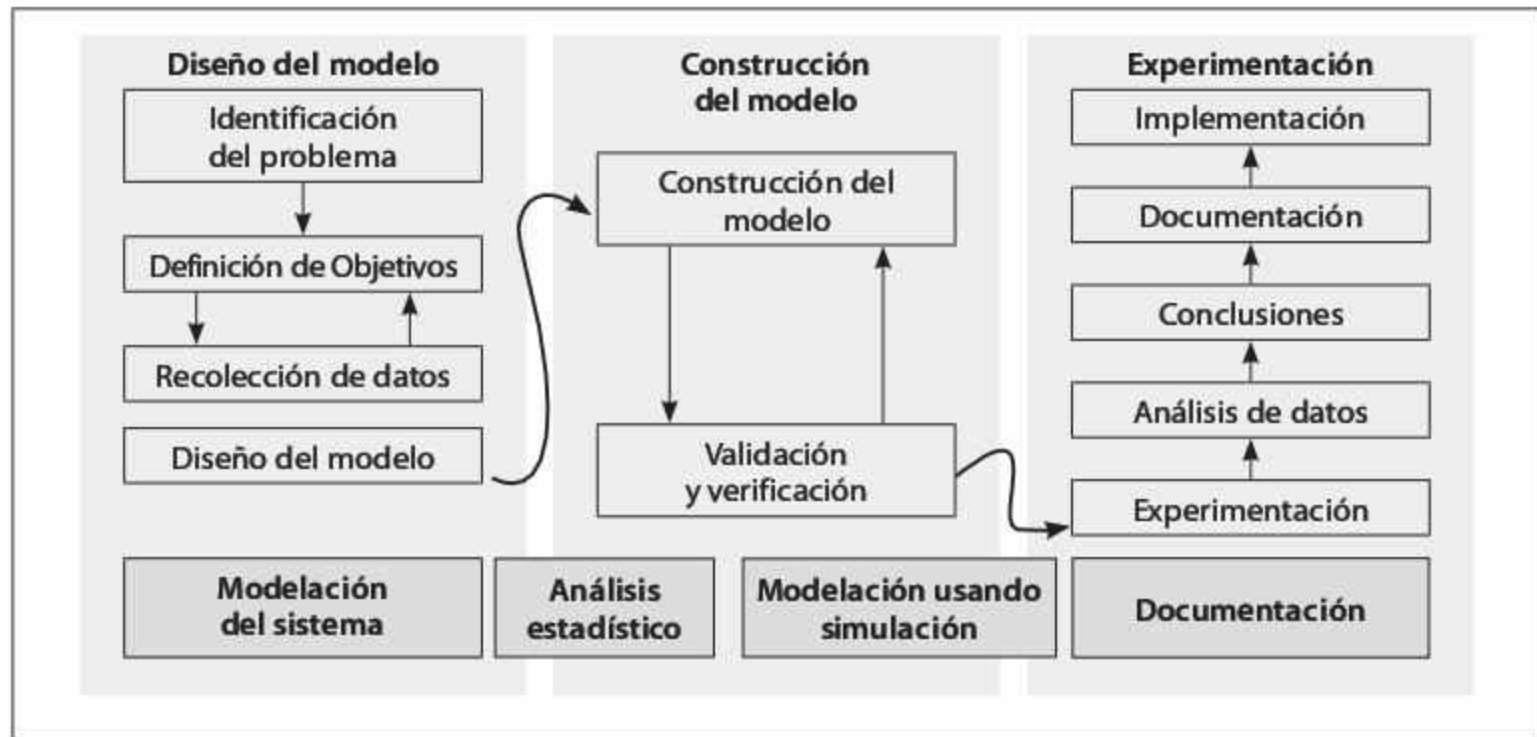 Diseño del modelo
Identificación
del problema
Definición de Objetivos
Recolección de datos
Diseño del modelo
Construcción
del modelo
Construcción del
modelo
Validación
y verificación
Experimentación
Implementación
Documentación
Conclusiones
Análisis de datos
Experimentación
Modelación
del sistema
Análisis
estadístico
Modelación usando
simulación
Documentación